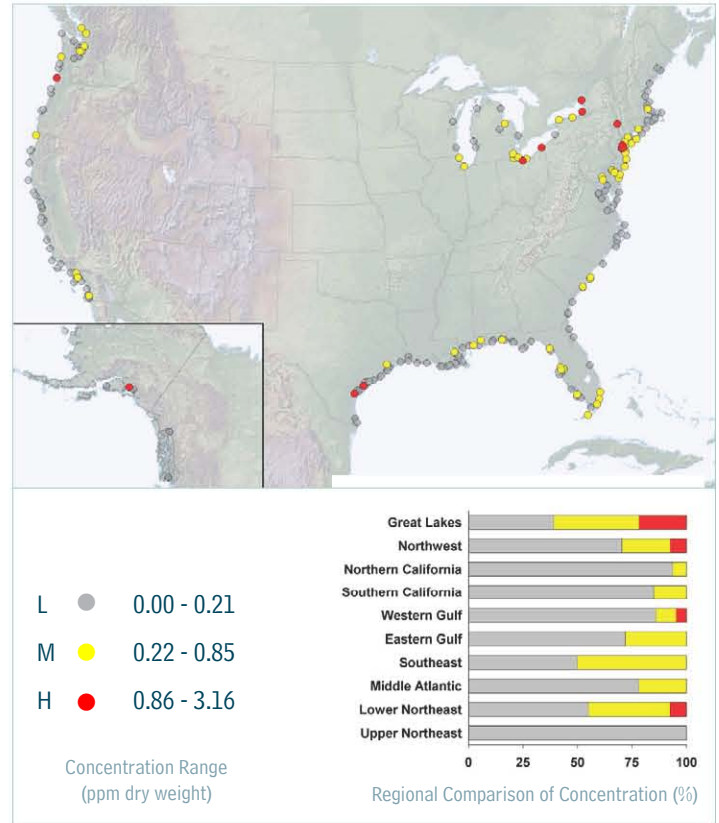 Great Lakes
Northwest
Northern California
Southern California
Western Gulf
Eastern Gulf
Southeast
Middle Atlantic
Lower Northeast
Upper Northeast
0 25 50 75 100
Regional Comparison of Concentration (%)
L 0.00 - 0.21
M 0.22 - 0.85
H 0.86 - 3.16
Concentration Range
(ppm dry weight)